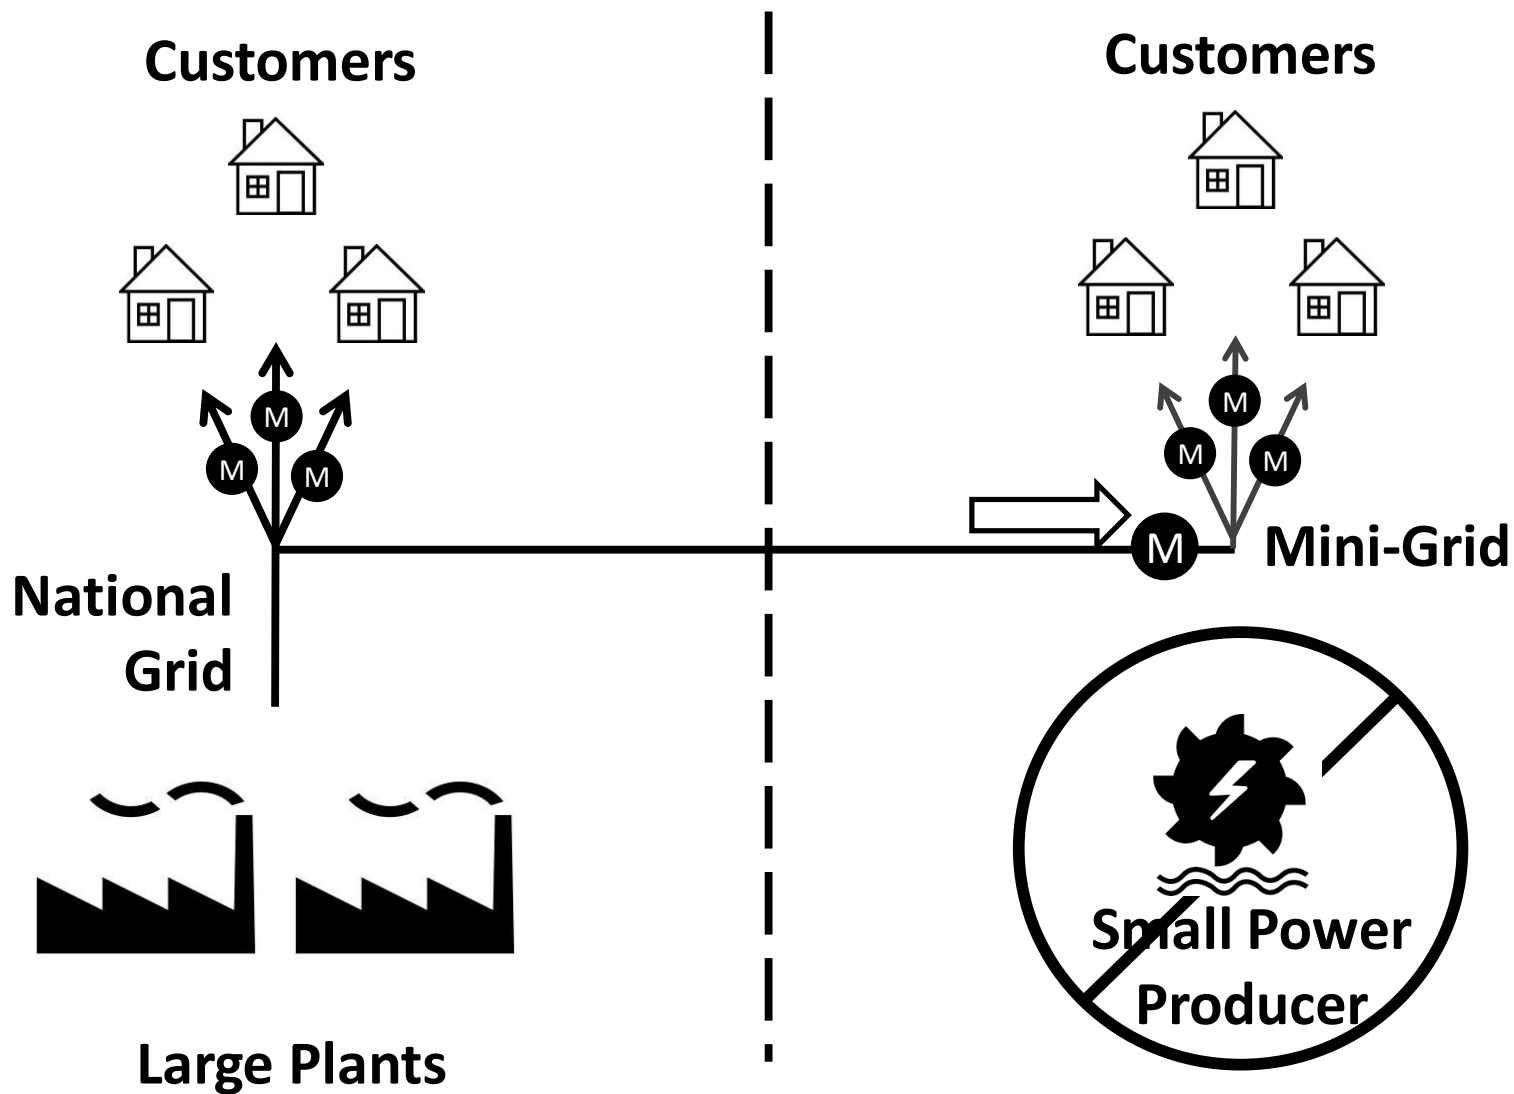 Customers
M
M
M
National
Grid
Large Plants
Customers
M
M
M
M
Mini-Grid
Small Power
Producer